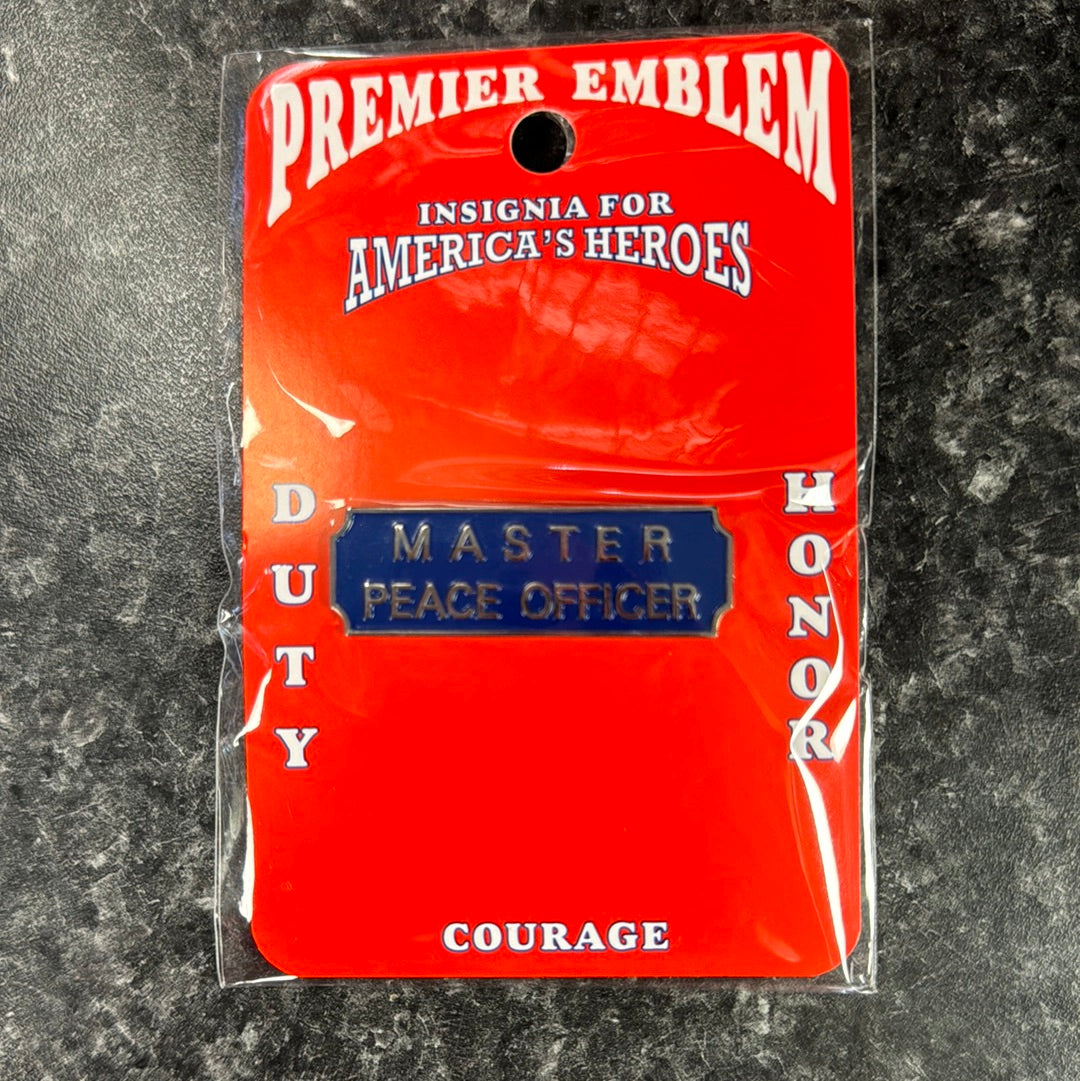 PREMIER EMBLEM
INSIGNIA FOR
AMERICA'S HEROES
DUTY
HONOR
MASTER
PEACE OFFICER
COURAGE